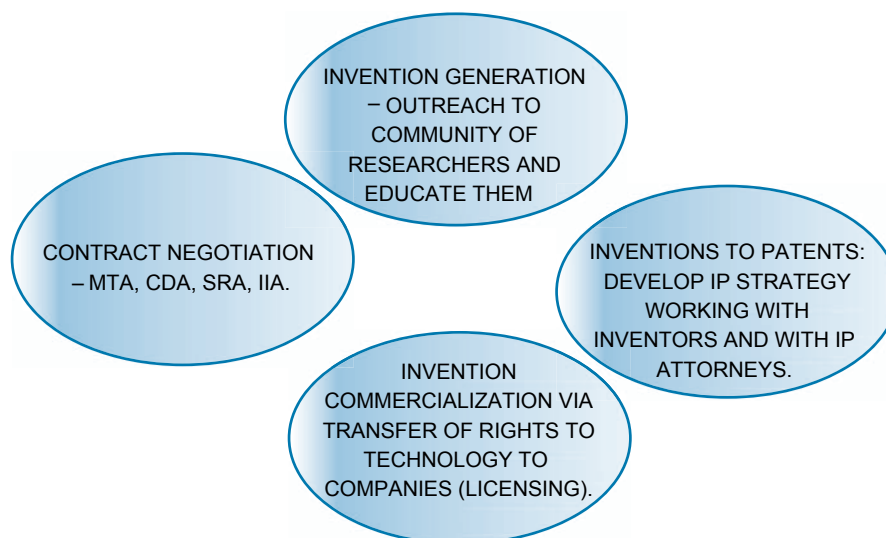 INVENTION GENERATION
– OUTREACH TO
COMMUNITY OF
RESEARCHERS AND
EDUCATE THEM
CONTRACT NEGOTIATION
– MTA, CDA, SRA, IIA.
INVENTIONS TO PATENTS:
DEVELOP IP STRATEGY
WORKING WITH
INVENTORS AND WITH IP
ATTORNEYS.
INVENTION
COMMERCIALIZATION VIA
TRANSFER OF RIGHTS TO
TECHNOLOGY TO
COMPANIES (LICENSING).